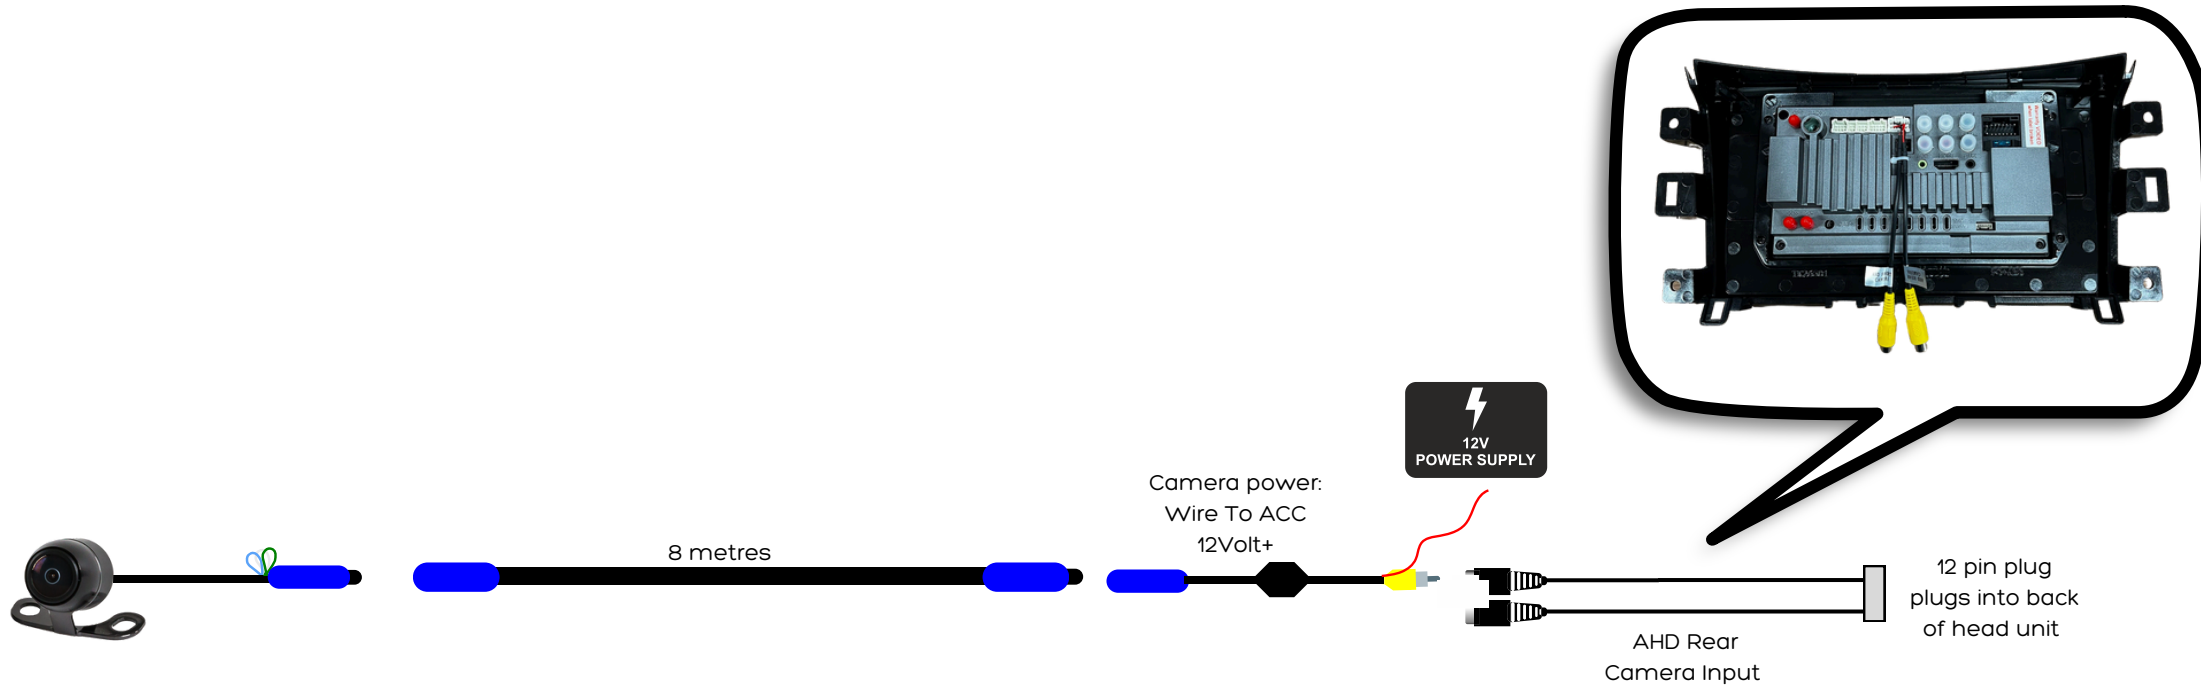 12V
POWER SUPPLY
Camera power:
Wire To ACC
12Volt+
8 metres
12 pin plug
plugs into back
of head unit
AHD Rear
Camera Input